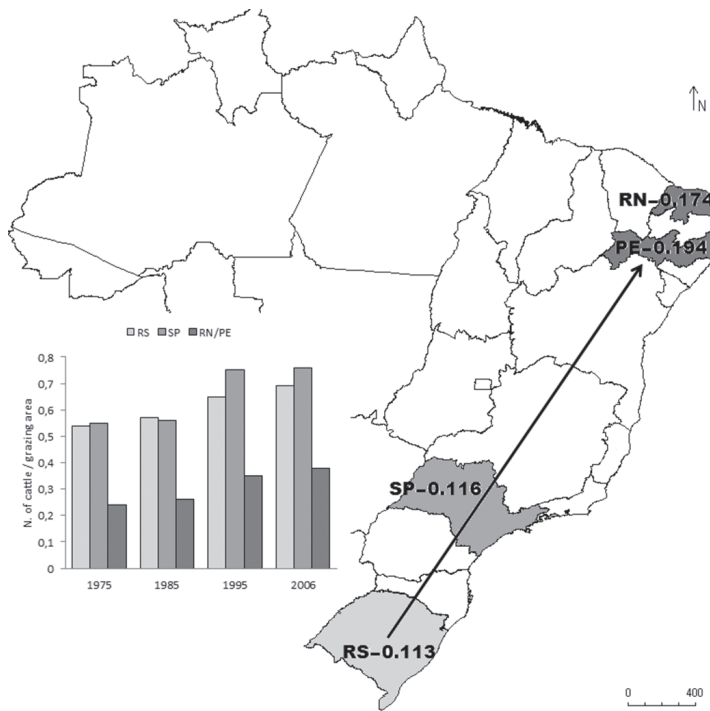 N
RN–0.174
PE–0.194
RS SP RN/PE
N. of cattle / grazing area
0,8
0,7
0,6
0,5
0,4
0,3
0,2
0,1
0
1975 1985 1995 2006
SP–0.116
RS–0.113
0 400